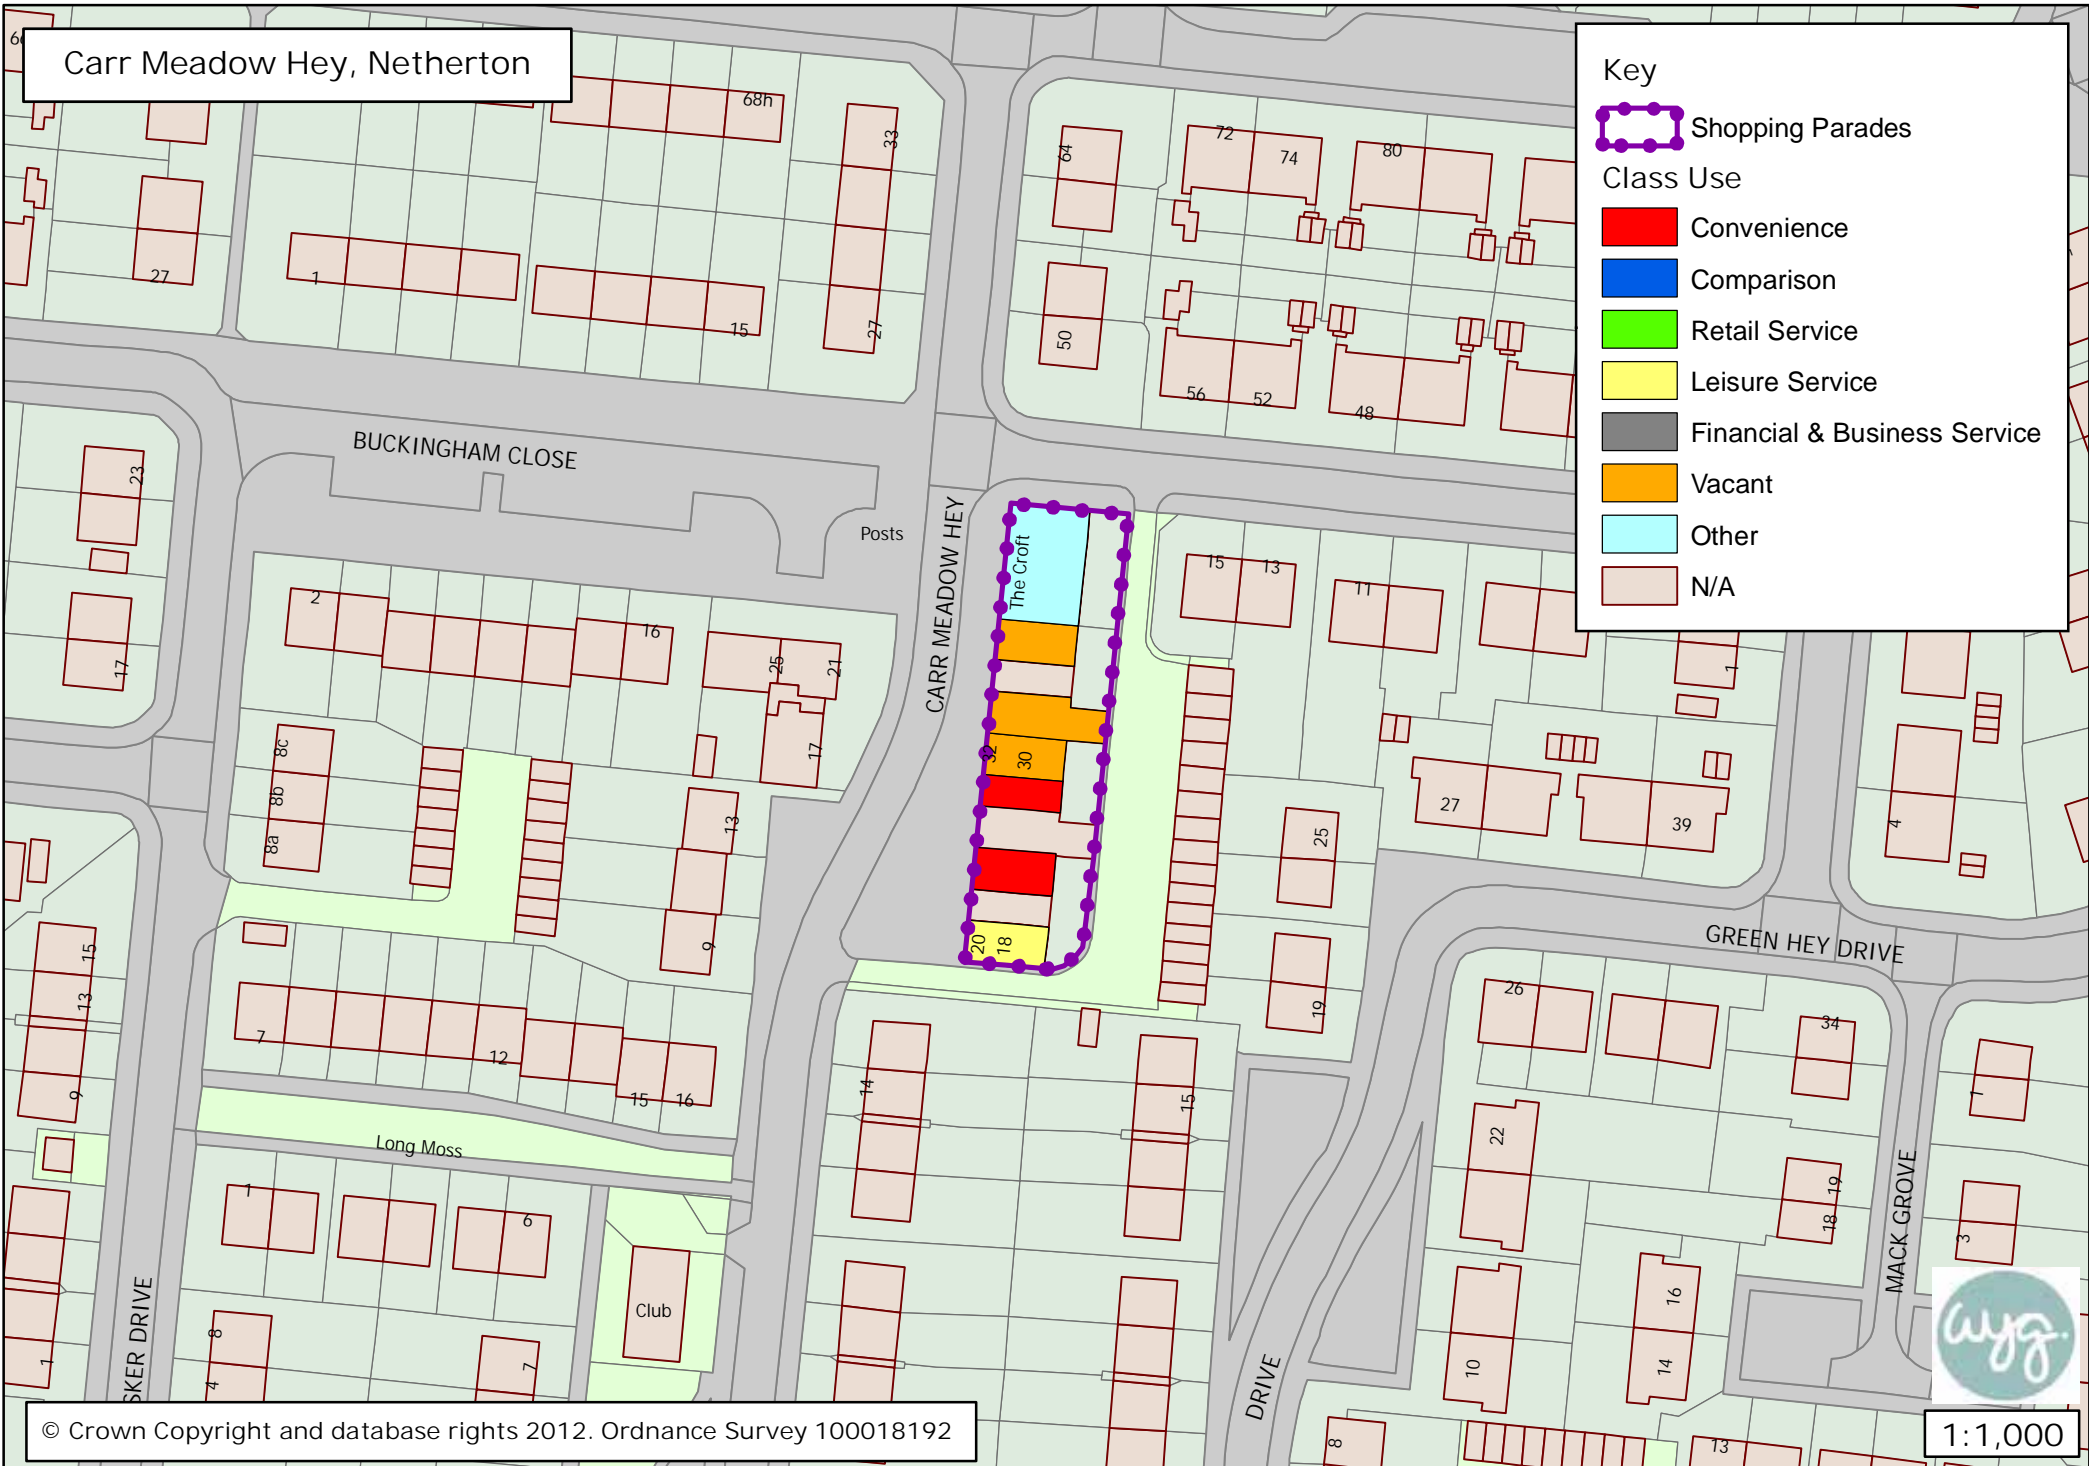 Carr Meadow Hey, Netherton
Key
Shopping Parades
Class Use
Convenience
Comparison
Retail Service
Leisure Service
Financial & Business Service
Vacant
Other
N/A
68h
33
27
1
15
27
64
72
74
80
50
56
52
48
BUCKINGHAM CLOSE
Posts
CARR MEADOW HEY
The Croft
32
30
20
18
23
17
2
16
25
21
17
15
13
11
1
8c
8b
8a
13
9
27
39
25
19
4
GREEN HEY DRIVE
15
13
9
7
12
15
16
14
15
26
34
1
22
19
18
3
MACK GROVE
Long Moss
1
6
Club
8
4
7
1
SKER DRIVE
DRIVE
10
16
14
8
13
ayg.
© Crown Copyright and database rights 2012. Ordnance Survey 100018192
1:1,000